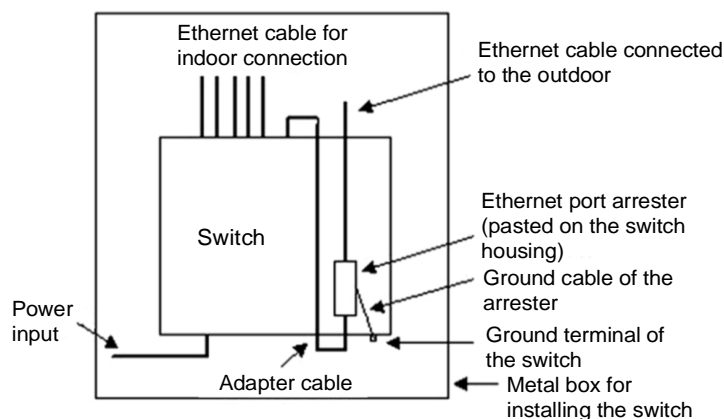 Ethernet cable for
indoor connection
Ethernet cable connected
to the outdoor
Ethernet port arrester
(pasted on the switch
housing)
Switch
Ground cable of the
arrester
Power
input
Ground terminal of
the switch
Adapter cable
Metal box for
installing the switch